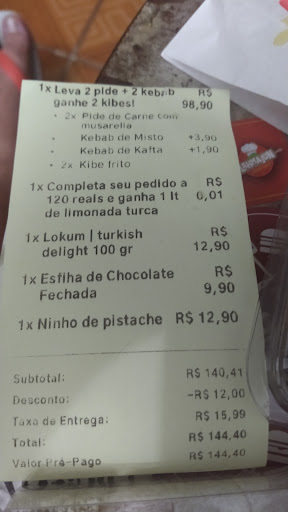 1x Leva 2 pide + 2 kebab R$
ganhe 2 kibes! 98,90
• 2x Pide de Carne com
musarella
• Kebab de Misto +3,90
• Kebab de Kafta +1,90
• 2x Kibe frito
1x Completa seu pedido a R$
120 reais e ganha 1 lt 0,01
de limonada turca
1x Lokum | turkish R$
delight 100 gr 12,90
1x Esfiha de Chocolate R$
Fechada 9,90
1x Ninho de pistache R$ 12,90
Subtotal: R$ 140,41
Desconto: -R$ 12,00
Taxa de Entrega: R$ 15,99
Total: R$ 144,40
Valor Pré-Pago R$ 144,40